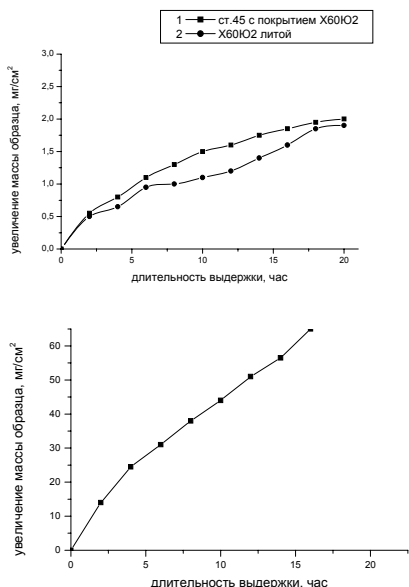 1 ст.45 с покрытием Х60Ю2
2 Х60Ю2 литой
увеличение массы образца, мг/см²
3,0
2,5
2,0
1,5
1,0
0,5
0,0
0 5 10 15 20
длительность выдержки, час
увеличение массы образца, мг/см²
60
50
40
30
20
10
0
0 5 10 15 20
длительность выдержки, час